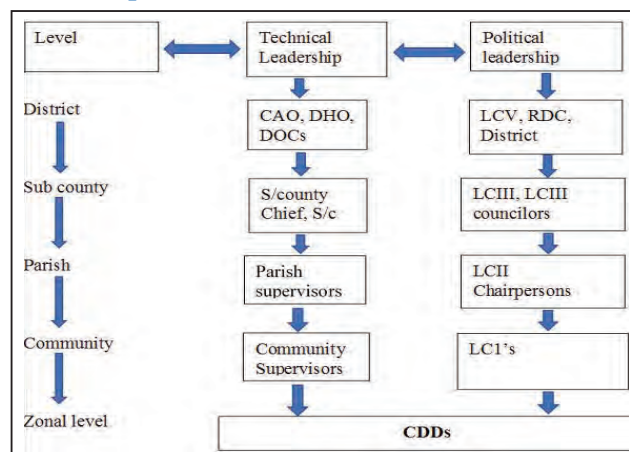 Level
Technical
Leadership
Political
leadership
District
CAO, DHO,
DOCs
LCV, RDC,
District
Sub county
S/county
Chief, S/c
LCIII, LCIII
councilors
Parish
Parish
supervisors
LCII
Chairpersons
Community
Community
Supervisors
LC1's
Zonal level
CDDs